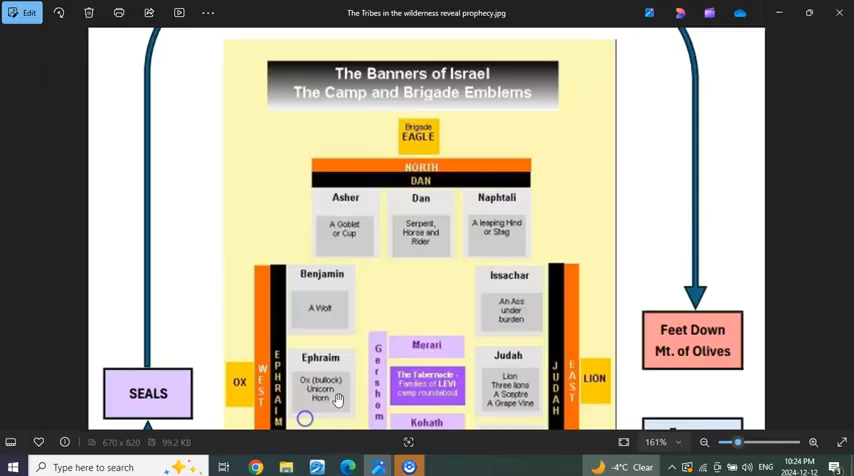 Edit
The Tribes in the wilderness reveal prophecy.jpg
The Banners of Israel
The Camp and Brigade Emblems
Brigade
EAGLE
NORTH
DAN
Asher
A Goblet
or Cup
Dan
Serpent,
Horse and
Rider
Naphtali
A leaping Hind
or Stag
Benjamin
A Wolf
Issachar
An Ass
under
burden
OX
WEST
EPHRAIM
Ephraim
Ox (bullock)
Unicorn
Horn
Gershom
Merari
The Tabernacle -
Families of LEVI
camp roundabout
Kohath
Judah
Lion
Three lions
A Sceptre
A Grape Vine
JUDAH
EAST
LION
SEALS
Feet Down
Mt. of Olives
670 x 820
99.2 KB
161%
Type here to search
-4°C Clear
ENG
10:24 PM
2024-12-12
3